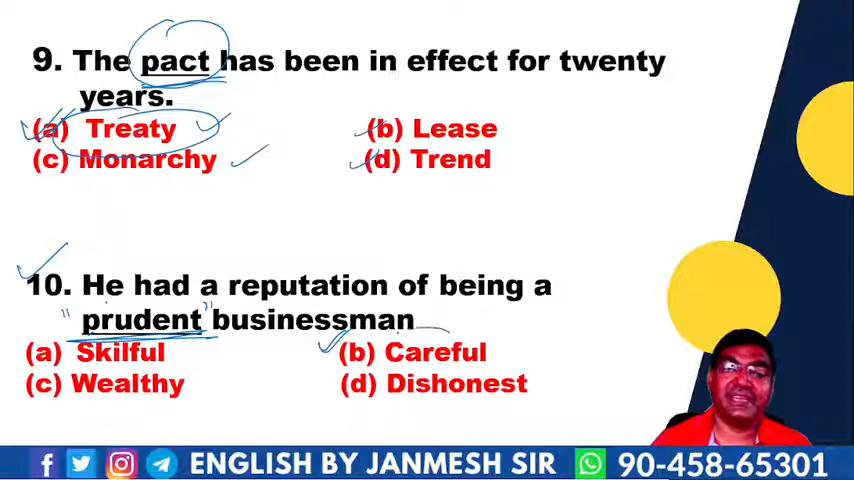 9. The pact has been in effect for twenty
years.
(a) Treaty (b) Lease
(c) Monarchy (d) Trend
10. He had a reputation of being a
"prudent" businessman
(a) Skilful (b) Careful
(c) Wealthy (d) Dishonest
ENGLISH BY JANMESH SIR 90-458-65301